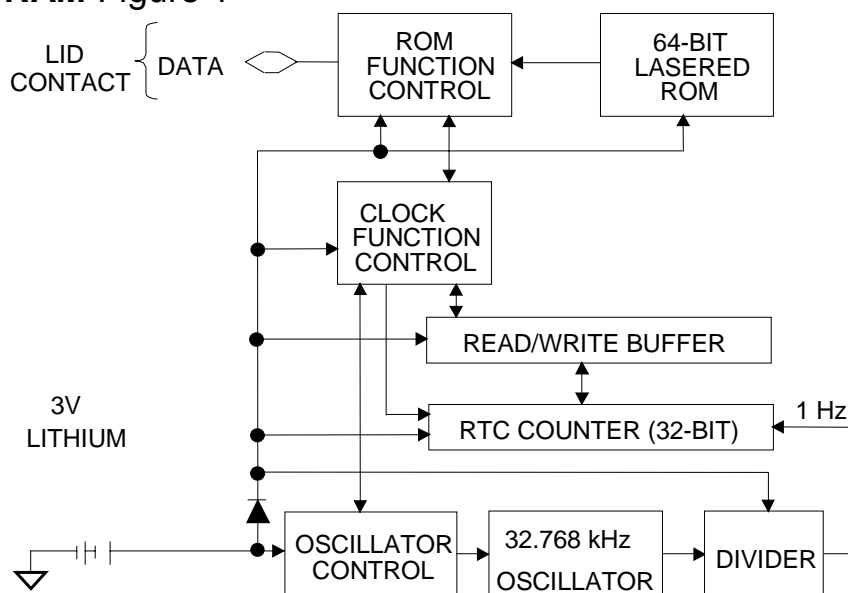 RAM Figure 1
LID
CONTACT
DATA
ROM
FUNCTION
CONTROL
64-BIT
LASERED
ROM
CLOCK
FUNCTION
CONTROL
READ/WRITE BUFFER
3V
LITHIUM
RTC COUNTER (32-BIT)
1 Hz
OSCILLATOR
CONTROL
32.768 kHz
OSCILLATOR
DIVIDER